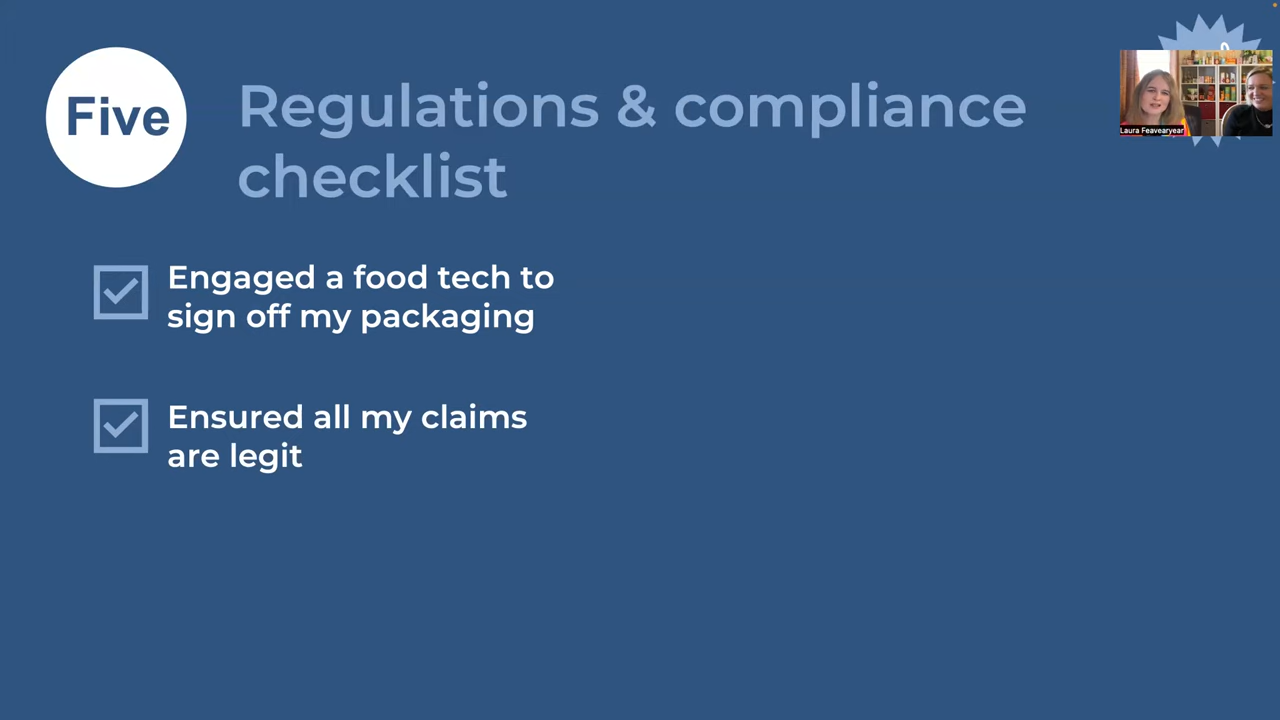 Five
Regulations & compliance
checklist
Laura Feavearyear
Engaged a food tech to
sign off my packaging
Ensured all my claims
are legit